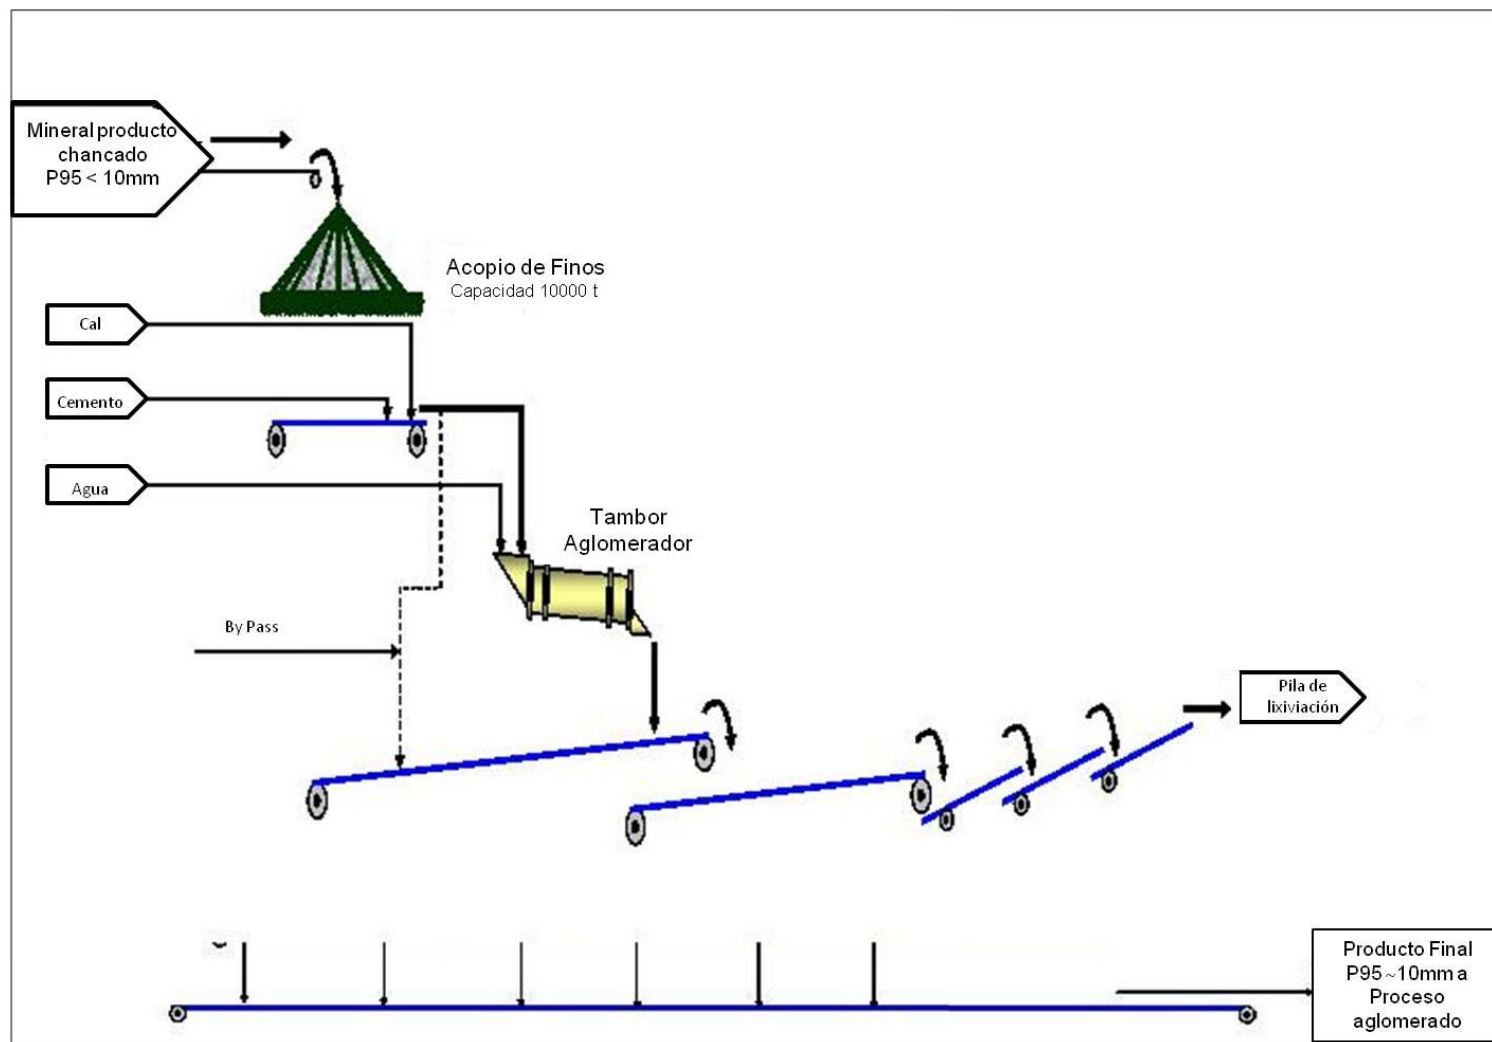 Mineral producto
chancado
P95 < 10mm
Acopio de Finos
Capacidad 10000 t
Cal
Cemento
Agua
Tambor
Aglomerador
By Pass
Pila de
lixiviación
Producto Final
P95 ~10mm a
Proceso
aglomerado